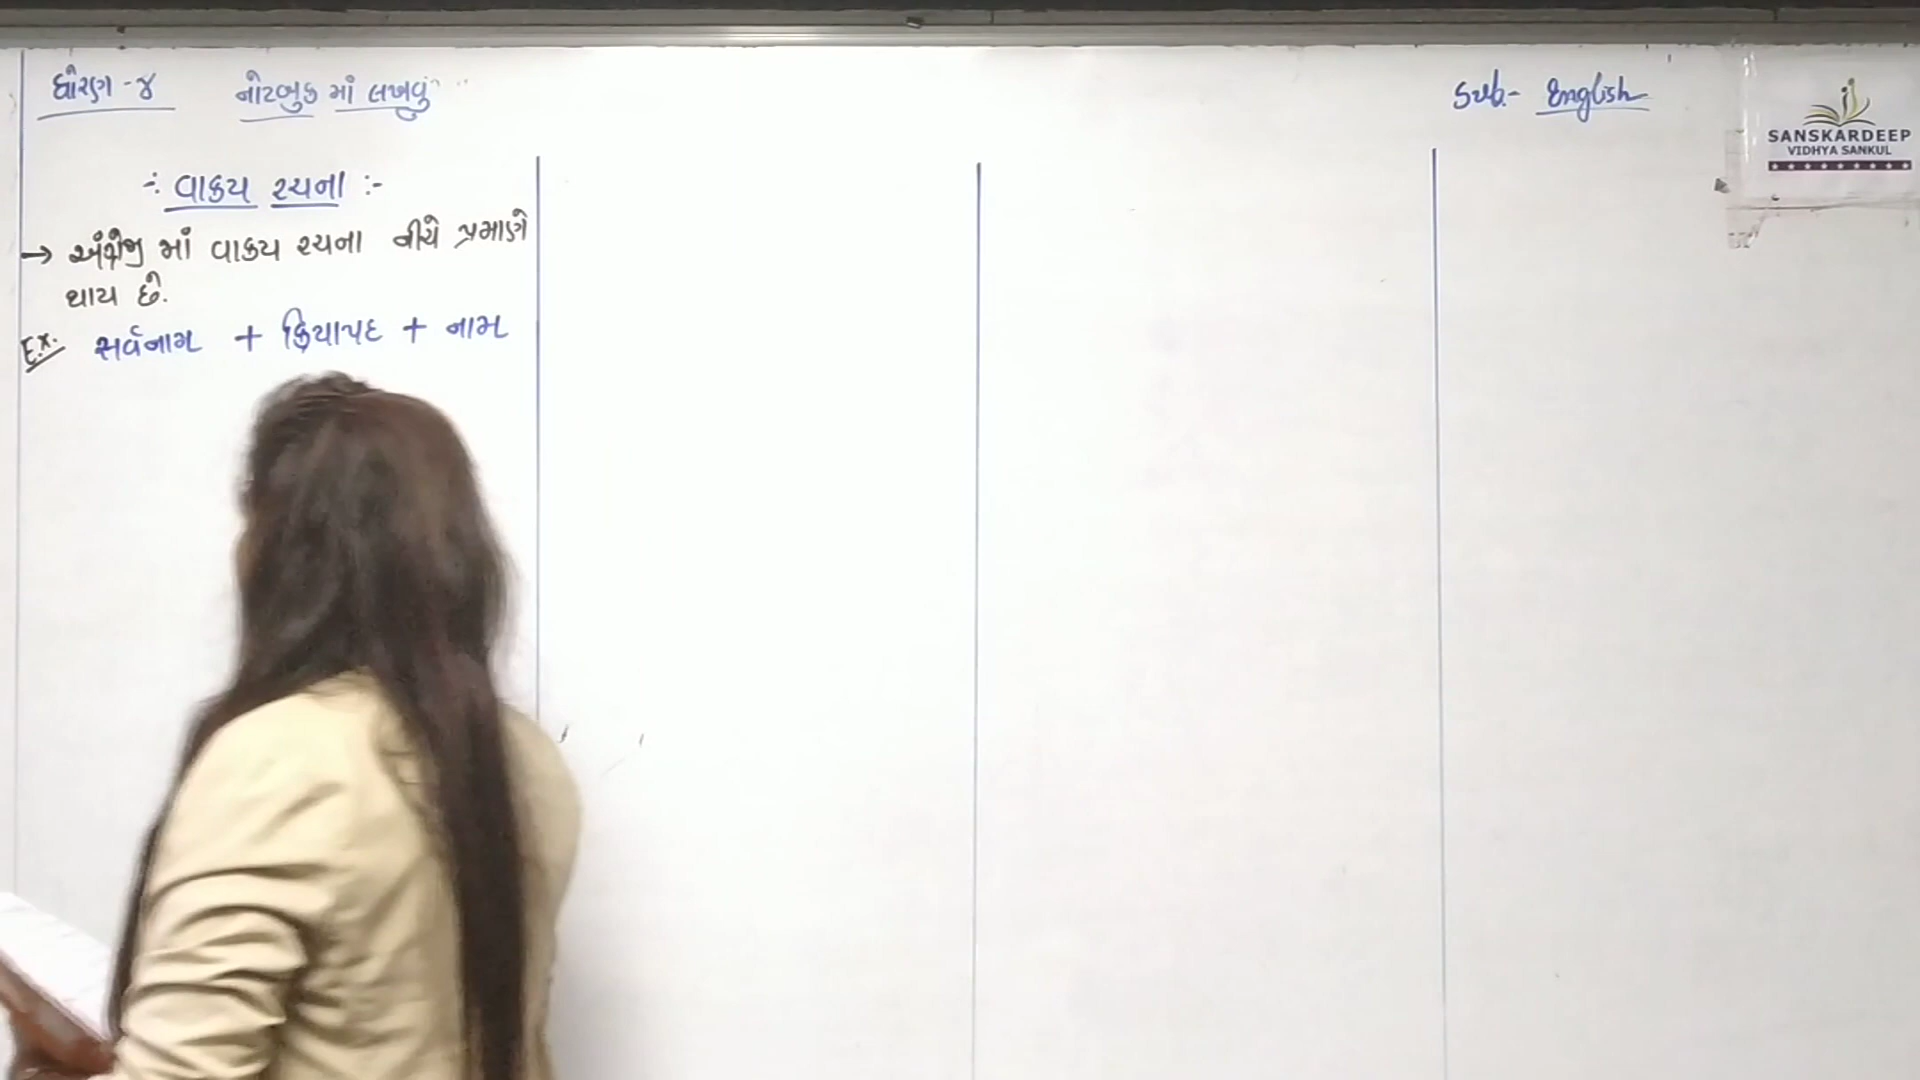 ધોરણ - ૪ નોટબુક માં લખવું Sub.- English
SANSKARDEEP
VIDHYA SANKUL
-: વાક્ય રચના :-
→ અંગ્રેજી માં વાક્ય રચના નીચે પ્રમાણે
થાય છે.
Ex. સર્વનામ + ક્રિયાપદ + નામ